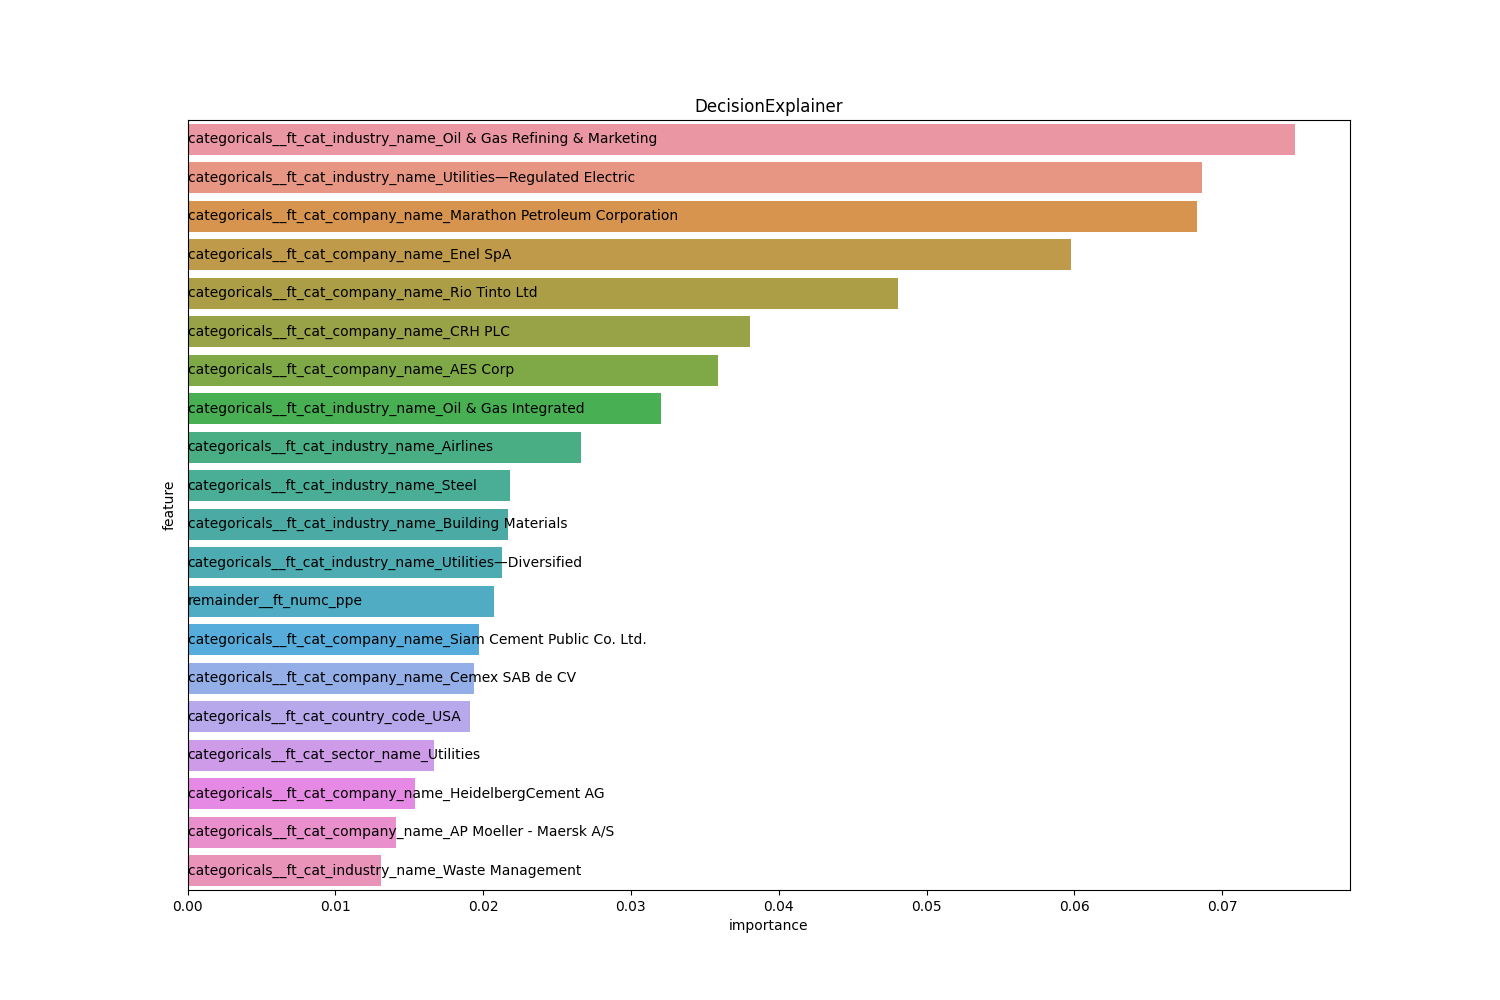 DecisionExplainer
categoricals__ft_cat_industry_name_Oil & Gas Refining & Marketing
categoricals__ft_cat_industry_name_Utilities—Regulated Electric
categoricals__ft_cat_company_name_Marathon Petroleum Corporation
categoricals__ft_cat_company_name_Enel SpA
categoricals__ft_cat_company_name_Rio Tinto Ltd
categoricals__ft_cat_company_name_CRH PLC
categoricals__ft_cat_company_name_AES Corp
categoricals__ft_cat_industry_name_Oil & Gas Integrated
categoricals__ft_cat_industry_name_Airlines
categoricals__ft_cat_industry_name_Steel
categoricals__ft_cat_industry_name_Building Materials
categoricals__ft_cat_industry_name_Utilities—Diversified
remainder__ft_numc_ppe
categoricals__ft_cat_company_name_Siam Cement Public Co. Ltd.
categoricals__ft_cat_company_name_Cemex SAB de CV
categoricals__ft_cat_country_code_USA
categoricals__ft_cat_sector_name_Utilities
categoricals__ft_cat_company_name_HeidelbergCement AG
categoricals__ft_cat_company_name_AP Moeller - Maersk A/S
categoricals__ft_cat_industry_name_Waste Management
feature
0.00 0.01 0.02 0.03 0.04 0.05 0.06 0.07
importance